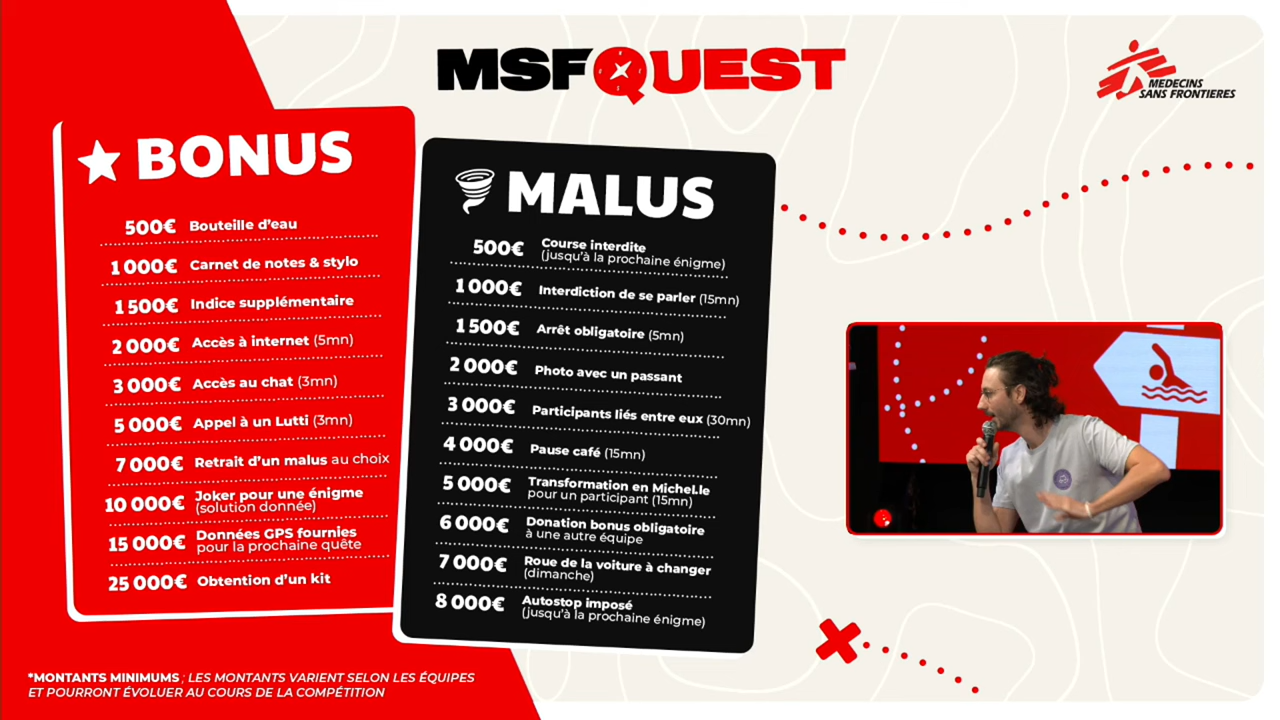 MSFQUEST
MEDECINS
SANS FRONTIERES
BONUS
500€ Bouteille d'eau
1 000€ Carnet de notes & stylo
1 500€ Indice supplémentaire
2 000€ Accès à internet (5mn)
3 000€ Accès au chat (3mn)
5 000€ Appel à un Lutti (3mn)
7 000€ Retrait d'un malus au choix
10 000€ Joker pour une énigme
(solution donnée)
15 000€ Données GPS fournies
pour la prochaine quête
25 000€ Obtention d'un kit
MALUS
500€ Course interdite
(jusqu'à la prochaine énigme)
1 000€ Interdiction de se parler (15mn)
1 500€ Arrêt obligatoire (5mn)
2 000€ Photo avec un passant
3 000€ Participants liés entre eux (30mn)
4 000€ Pause café (15mn)
5 000€ Transformation en Michel.le
pour un participant (15mn)
6 000€ Donation bonus obligatoire
à une autre équipe
7 000€ Roue de la voiture à changer
(dimanche)
8 000€ Autostop imposé
(jusqu'à la prochaine énigme)
*MONTANTS MINIMUMS ; LES MONTANTS VARIENT SELON LES ÉQUIPES
ET POURRONT ÉVOLUER AU COURS DE LA COMPÉTITION